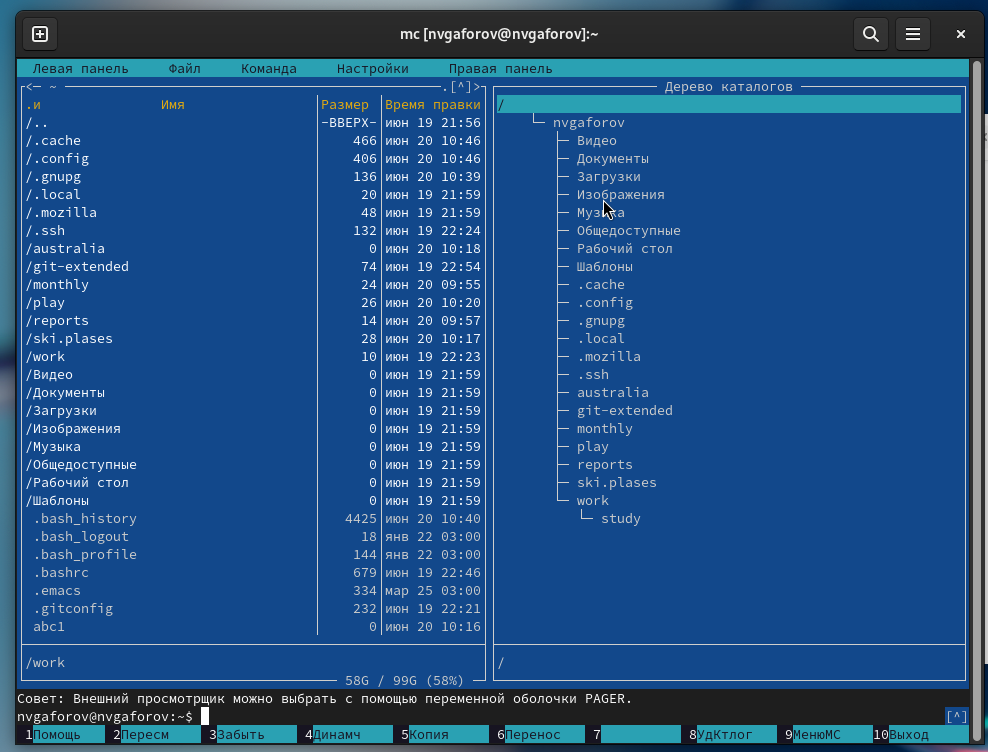 mc [nvgaforov@nvgaforov]:~
Левая панель Файл Команда Настройки Правая панель
<─ ~ .[^]>
.и Имя Размер Время правки
/.. -ВВЕРХ- июн 19 21:56
/.cache 466 июн 20 10:46
/.config 406 июн 20 10:46
/.gnupg 136 июн 20 10:39
/.local 20 июн 19 21:59
/.mozilla 48 июн 19 21:59
/.ssh 132 июн 19 22:24
/australia 0 июн 20 10:18
/git-extended 74 июн 19 22:54
/monthly 24 июн 20 09:55
/play 26 июн 20 10:20
/reports 14 июн 20 09:57
/ski.plases 28 июн 20 10:17
/work 10 июн 19 22:23
/Видео 0 июн 19 21:59
/Документы 0 июн 19 21:59
/Загрузки 0 июн 19 21:59
/Изображения 0 июн 19 21:59
/Музыка 0 июн 19 21:59
/Общедоступные 0 июн 19 21:59
/Рабочий стол 0 июн 19 21:59
/Шаблоны 0 июн 19 21:59
.bash_history 4425 июн 20 10:40
.bash_logout 18 янв 22 03:00
.bash_profile 144 янв 22 03:00
.bashrc 679 июн 19 22:46
.emacs 334 мар 25 03:00
.gitconfig 232 июн 19 22:21
abc1 0 июн 20 10:16
/work
58G / 99G (58%)
Дерево каталогов
/
nvgaforov
Видео
Документы
Загрузки
Изображения
Музыка
Общедоступные
Рабочий стол
Шаблоны
.cache
.config
.gnupg
.local
.mozilla
.ssh
australia
git-extended
monthly
play
reports
ski.plases
work
study
/
Совет: Внешний просмотрщик можно выбрать с помощью переменной оболочки PAGER.
nvgaforov@nvgaforov:~$ [^]
1Помощь 2Пересм 3Забыть 4Динамч 5Копия 6Перенос 7 8УдКтлог 9МенюМС 10Выход